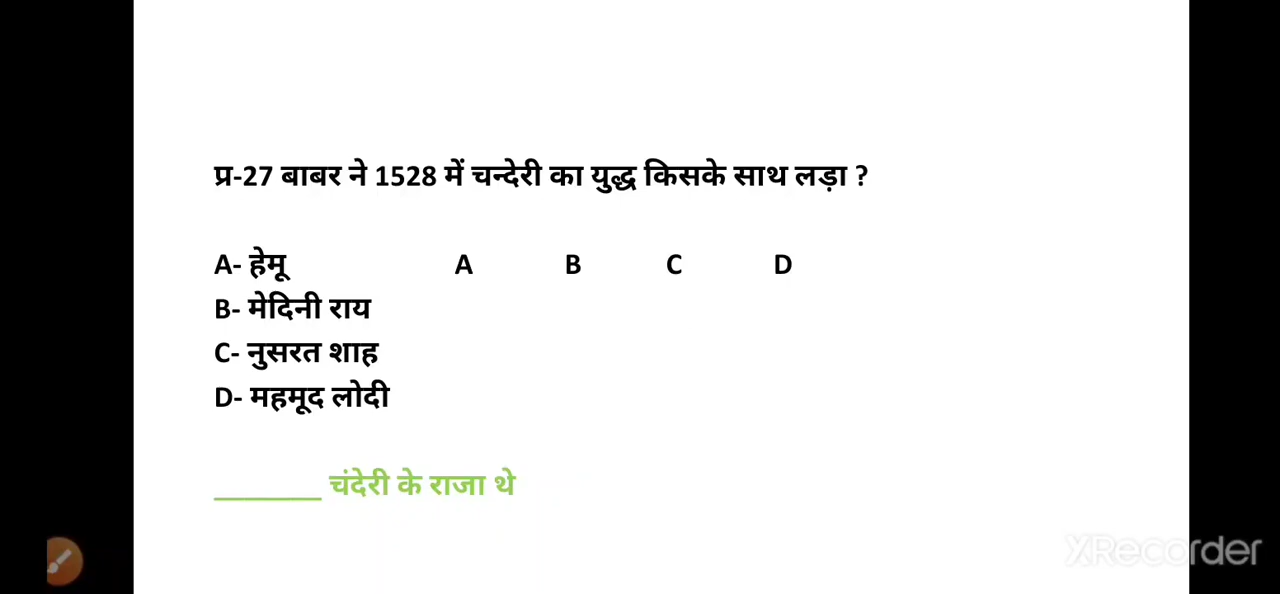 प्र-27 बाबर ने 1528 में चन्देरी का युद्ध किसके साथ लड़ा ?
A- हेमू A B C D
B- मेदिनी राय
C- नुसरत शाह
D- महमूद लोदी
________ चंदेरी के राजा थे
XRecorder